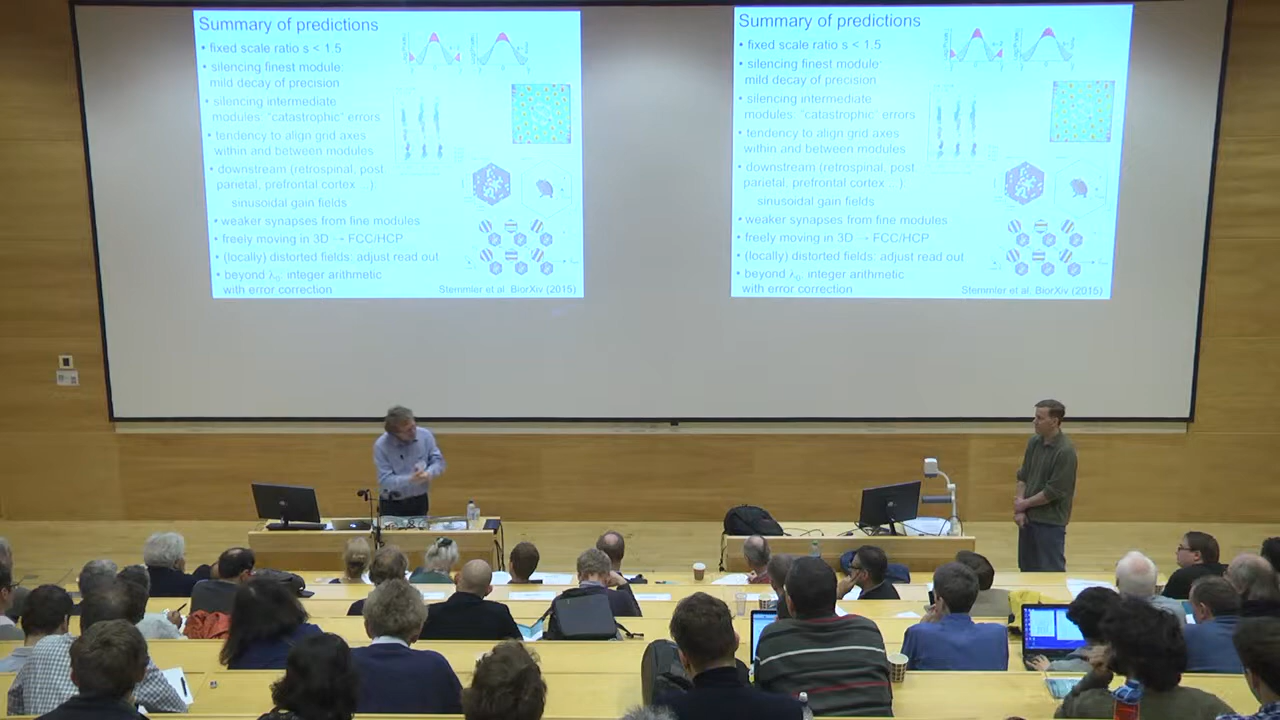 Summary of predictions
• fixed scale ratio s < 1.5
• silencing finest module:
mild decay of precision
• silencing intermediate
modules: "catastrophic" errors
• tendency to align grid axes
within and between modules
• downstream (retrospinal, post
parietal, prefrontal cortex ...):
sinusoidal gain fields
• weaker synapses from fine modules
• freely moving in 3D → FCC/HCP
• (locally) distorted fields: adjust read out
• beyond λ₀: integer arithmetic
with error correction
Stemmler et al. BiorXiv (2015)
Summary of predictions
• fixed scale ratio s < 1.5
• silencing finest module:
mild decay of precision
• silencing intermediate
modules: "catastrophic" errors
• tendency to align grid axes
within and between modules
• downstream (retrospinal, post
parietal, prefrontal cortex ...):
sinusoidal gain fields
• weaker synapses from fine modules
• freely moving in 3D → FCC/HCP
• (locally) distorted fields: adjust read out
• beyond λ₀: integer arithmetic
with error correction
Stemmler et al. BiorXiv (2015)